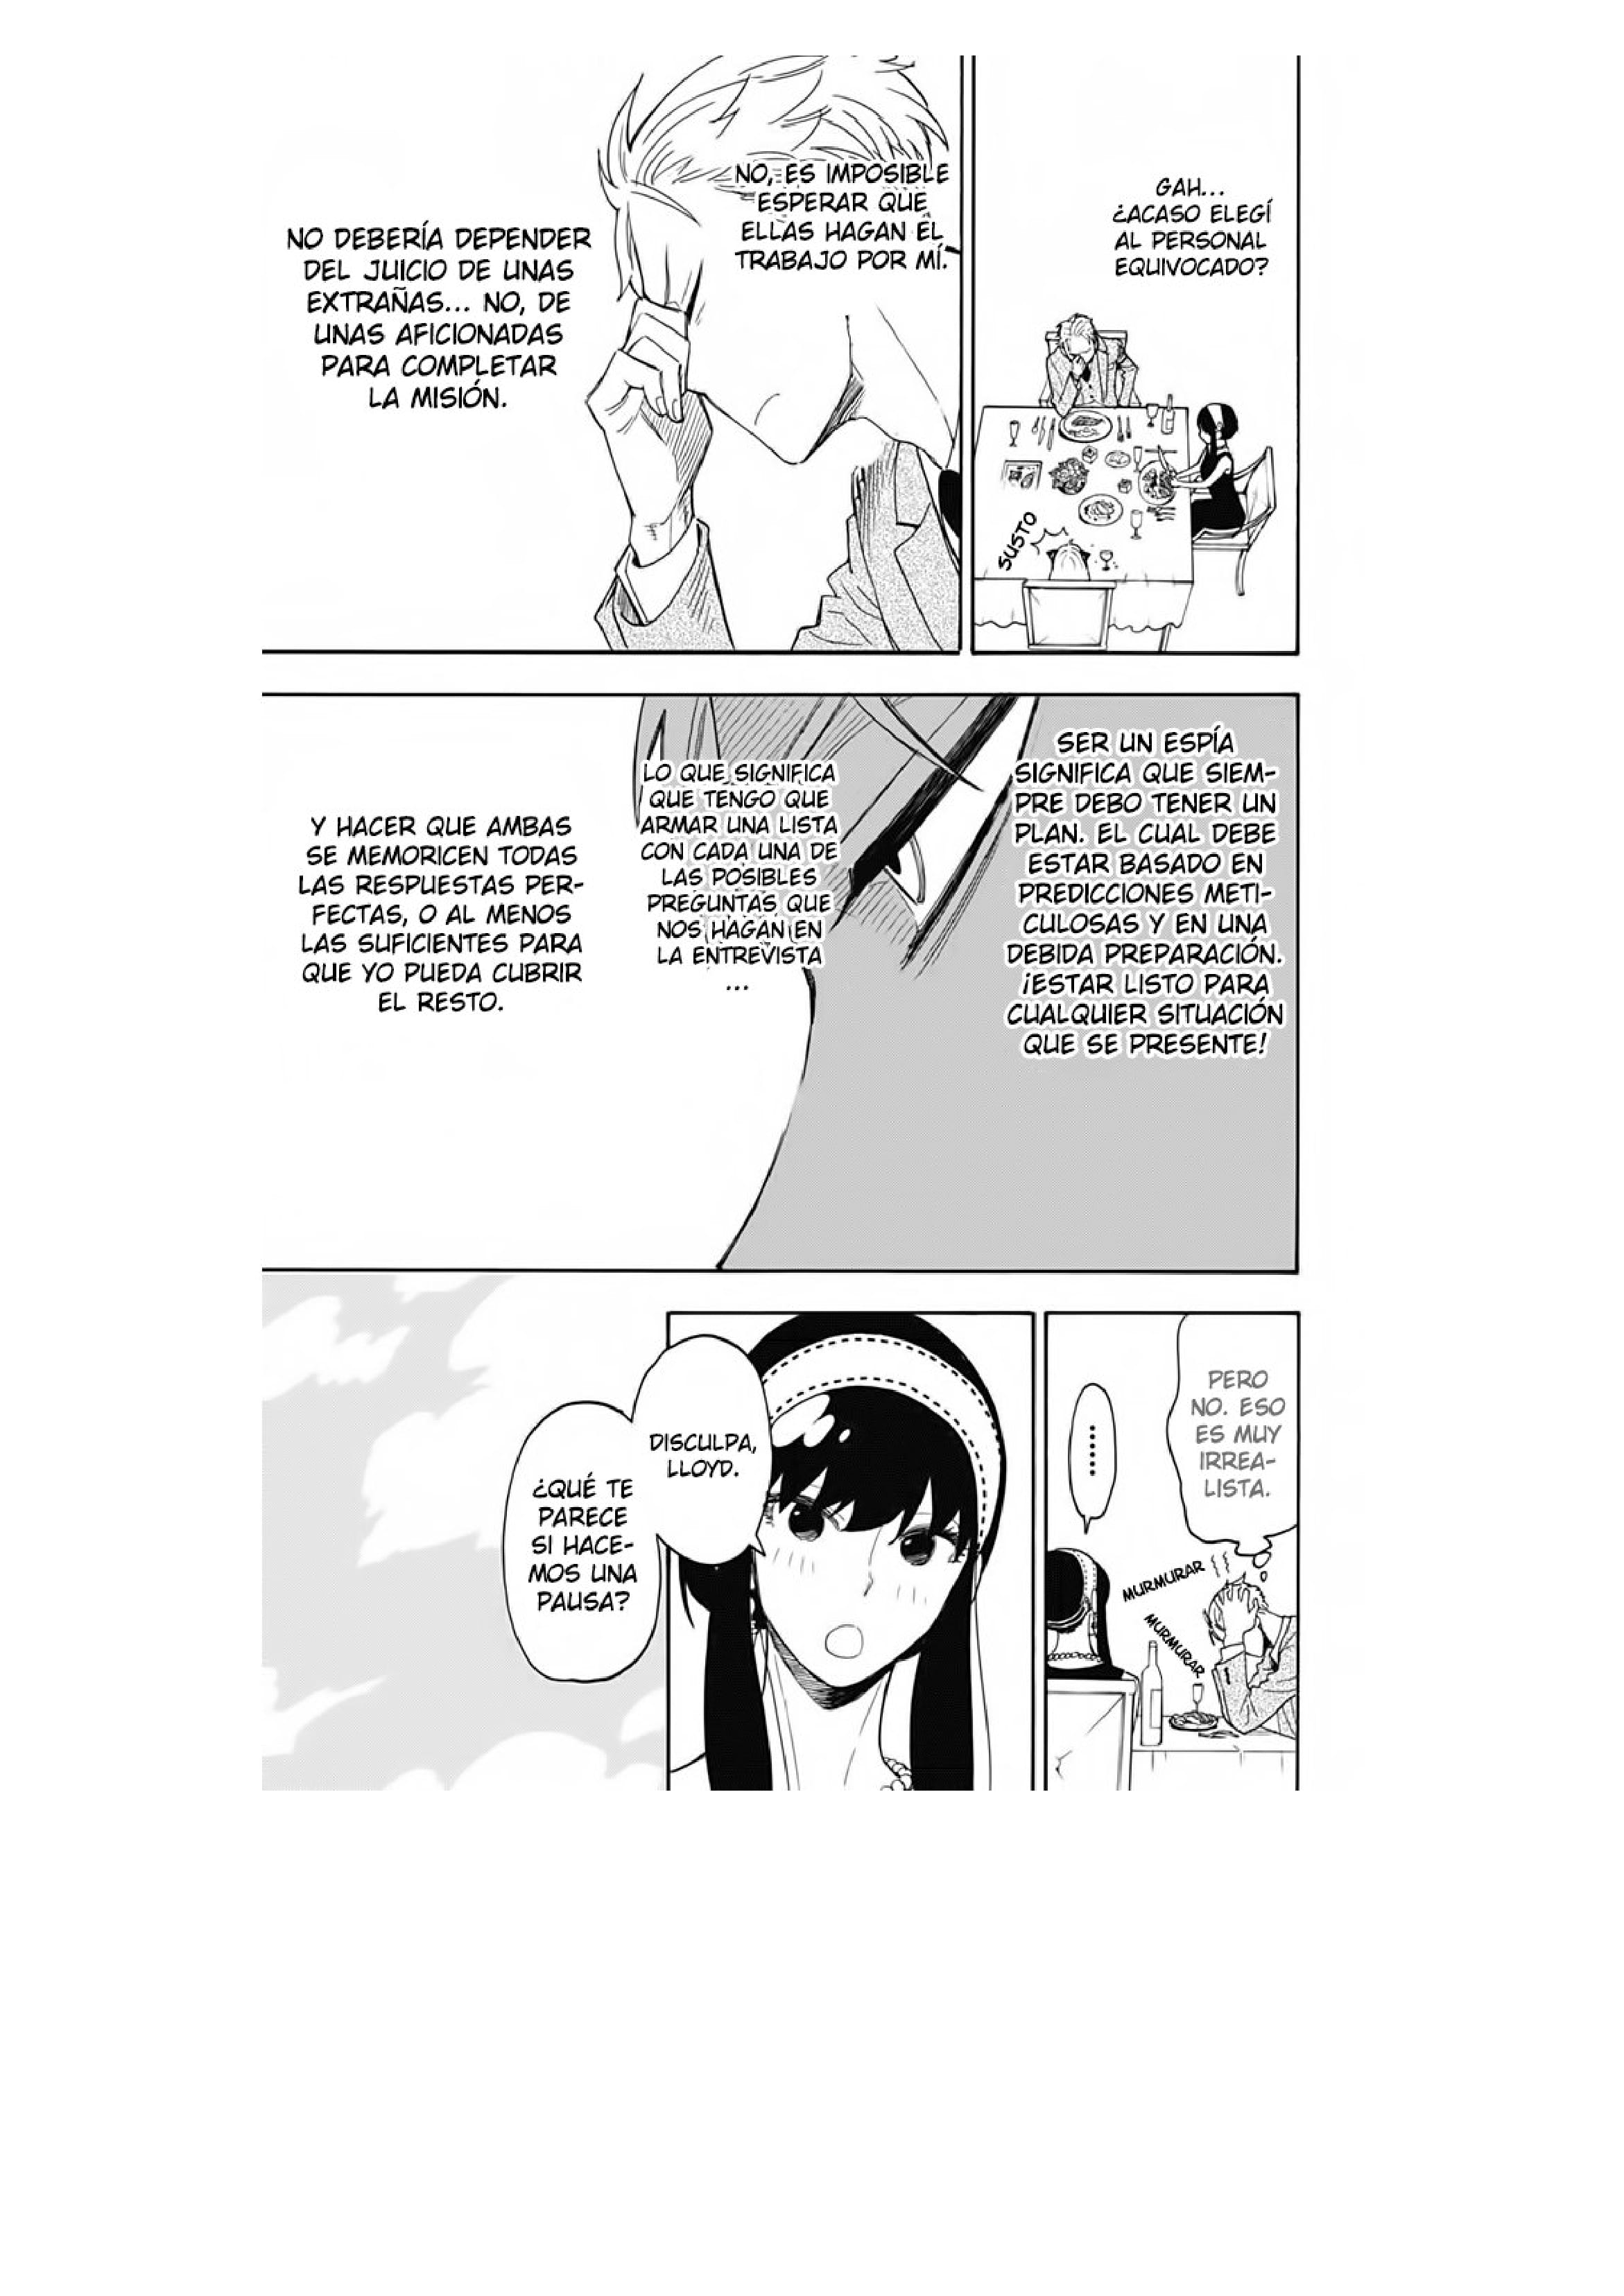 GAH...
¿ACASO ELEGÍ
AL PERSONAL
EQUIVOCADO?
SUSTO
NO, ES IMPOSIBLE
ESPERAR QUE
ELLAS HAGAN EL
TRABAJO POR MÍ.
NO DEBERÍA DEPENDER
DEL JUICIO DE UNAS
EXTRAÑAS... NO, DE
UNAS AFICIONADAS
PARA COMPLETAR
LA MISIÓN.
SER UN ESPÍA
SIGNIFICA QUE SIEM-
PRE DEBO TENER UN
PLAN. EL CUAL DEBE
ESTAR BASADO EN
PREDICCIONES METI-
CULOSAS Y EN UNA
DEBIDA PREPARACIÓN.
¡ESTAR LISTO PARA
CUALQUIER SITUACIÓN
QUE SE PRESENTE!
LO QUE SIGNIFICA
QUE TENGO QUE
ARMAR UNA LISTA
CON CADA UNA DE
LAS POSIBLES
PREGUNTAS QUE
NOS HAGAN EN
LA ENTREVISTA
...
Y HACER QUE AMBAS
SE MEMORICEN TODAS
LAS RESPUESTAS PER-
FECTAS, O AL MENOS
LAS SUFICIENTES PARA
QUE YO PUEDA CUBRIR
EL RESTO.
PERO
NO. ESO
ES MUY
IRREA-
LISTA.
MURMURAR
MURMURAR
......
DISCULPA,
LLOYD.
¿QUÉ TE
PARECE
SI HACE-
MOS UNA
PAUSA?